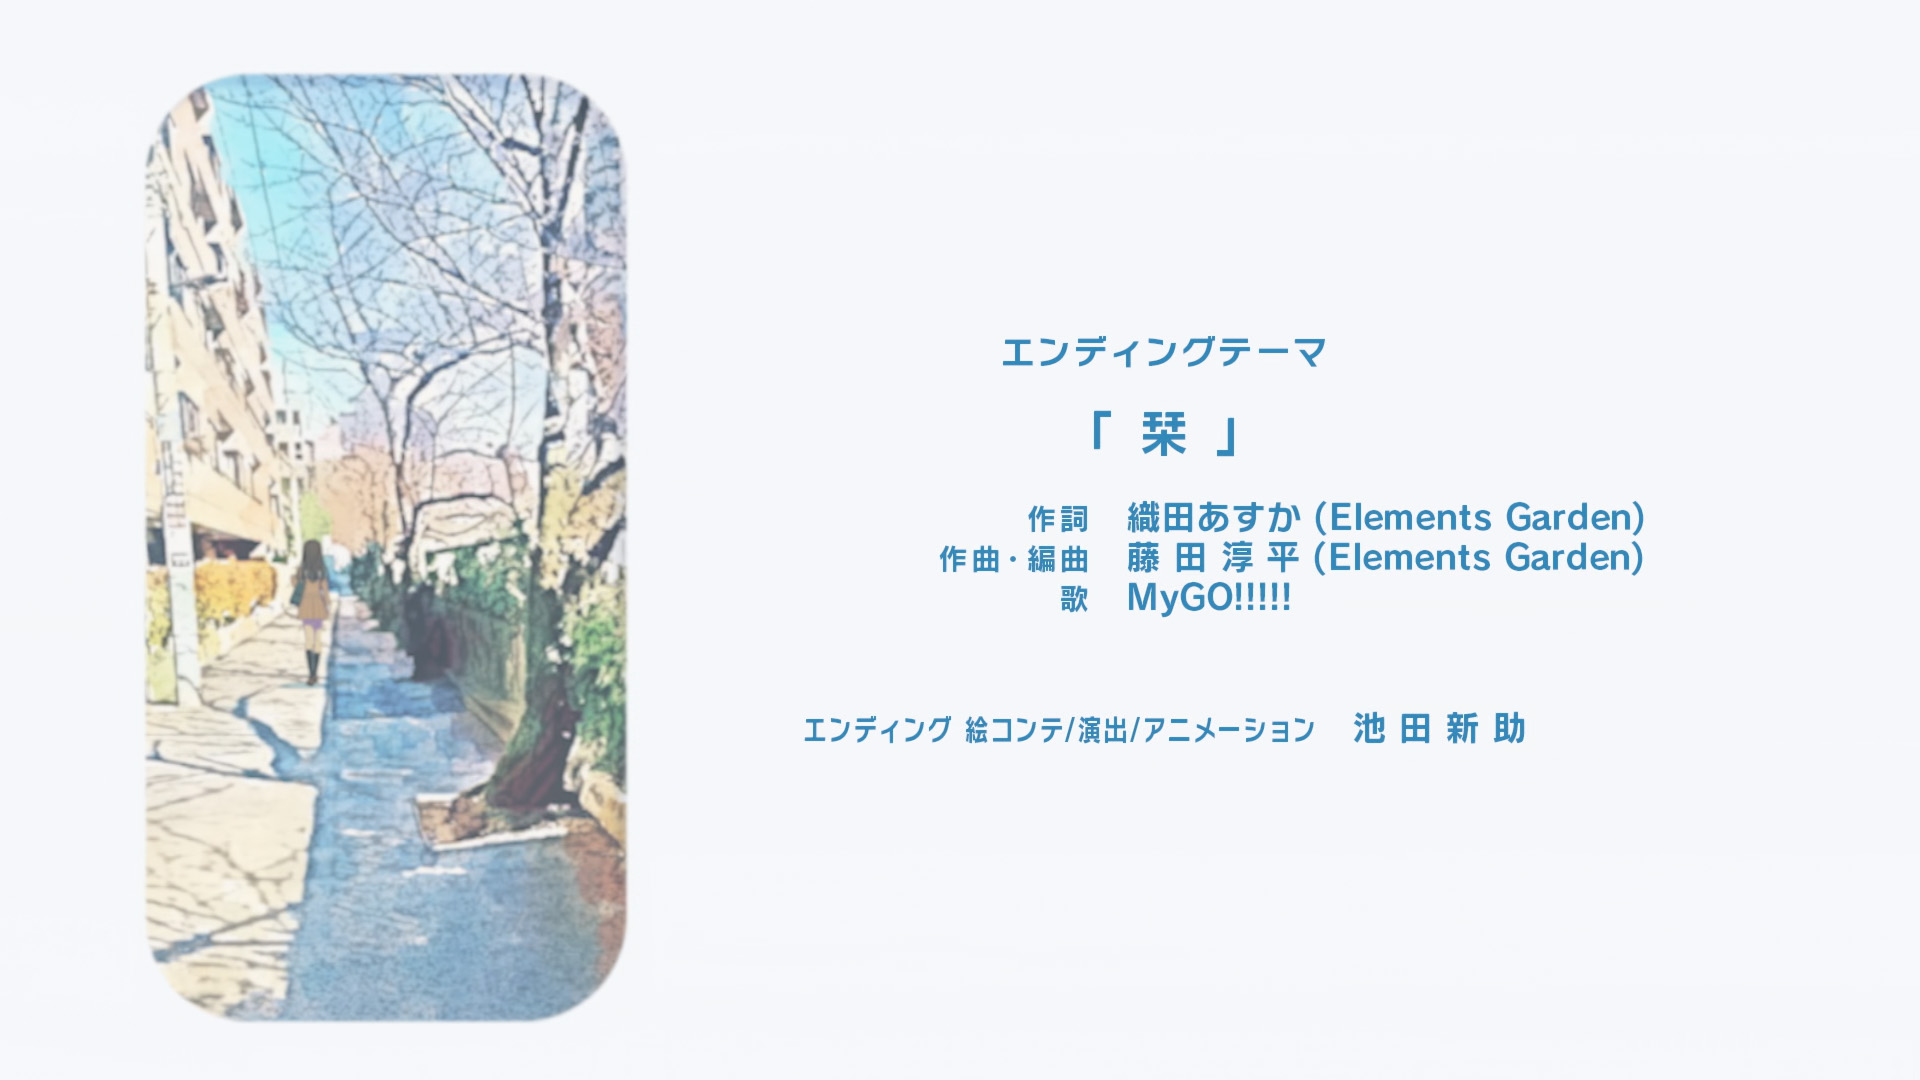 エンディングテーマ
「 栞 」
作詞 織田あすか (Elements Garden)
作曲・編曲 藤田淳平 (Elements Garden)
歌 MyGO!!!!!
エンディング 絵コンテ/演出/アニメーション 池田新助